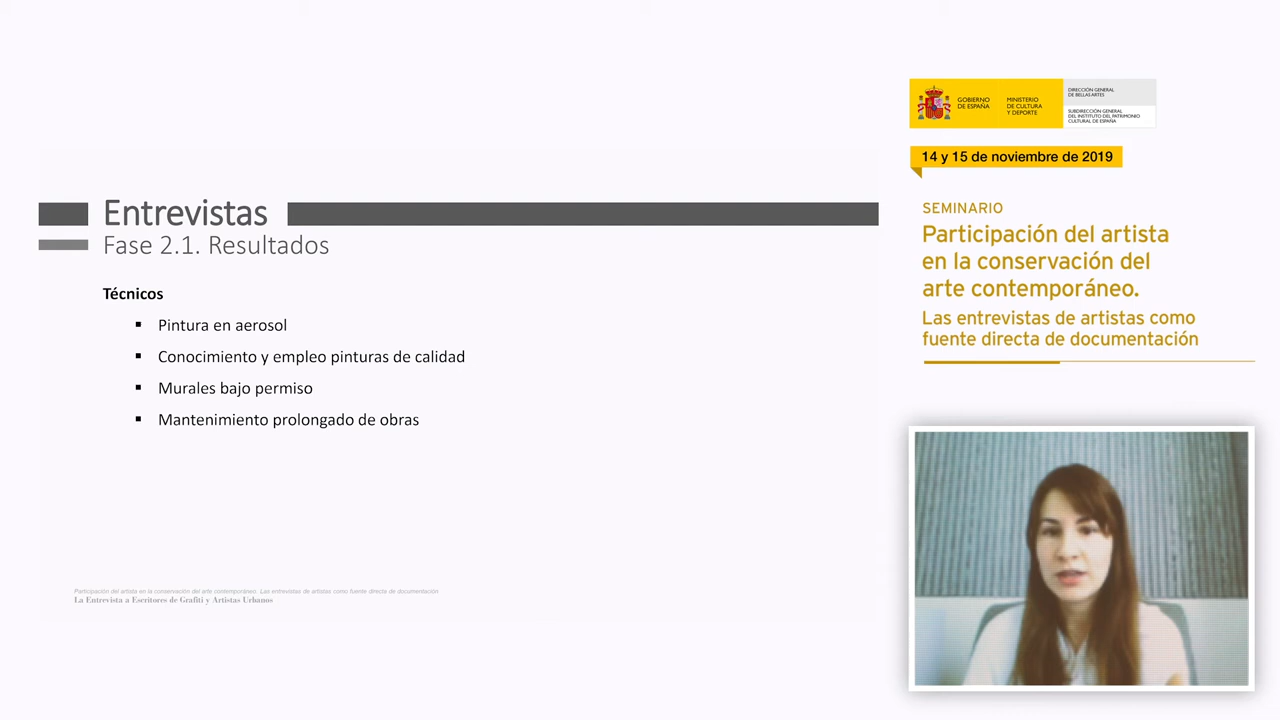 Entrevistas
Fase 2.1. Resultados
Técnicos
▪ Pintura en aerosol
▪ Conocimiento y empleo pinturas de calidad
▪ Murales bajo permiso
▪ Mantenimiento prolongado de obras
Participación del artista en la conservación del arte contemporáneo. Las entrevistas de artistas como fuente directa de documentación
La Entrevista a Escritores de Grafiti y Artistas Urbanos
GOBIERNO
DE ESPAÑA
MINISTERIO
DE CULTURA
Y DEPORTE
DIRECCIÓN GENERAL
DE BELLAS ARTES
SUBDIRECCIÓN GENERAL
DEL INSTITUTO DEL PATRIMONIO
CULTURAL DE ESPAÑA
14 y 15 de noviembre de 2019
SEMINARIO
Participación del artista
en la conservación del
arte contemporáneo.
Las entrevistas de artistas como
fuente directa de documentación